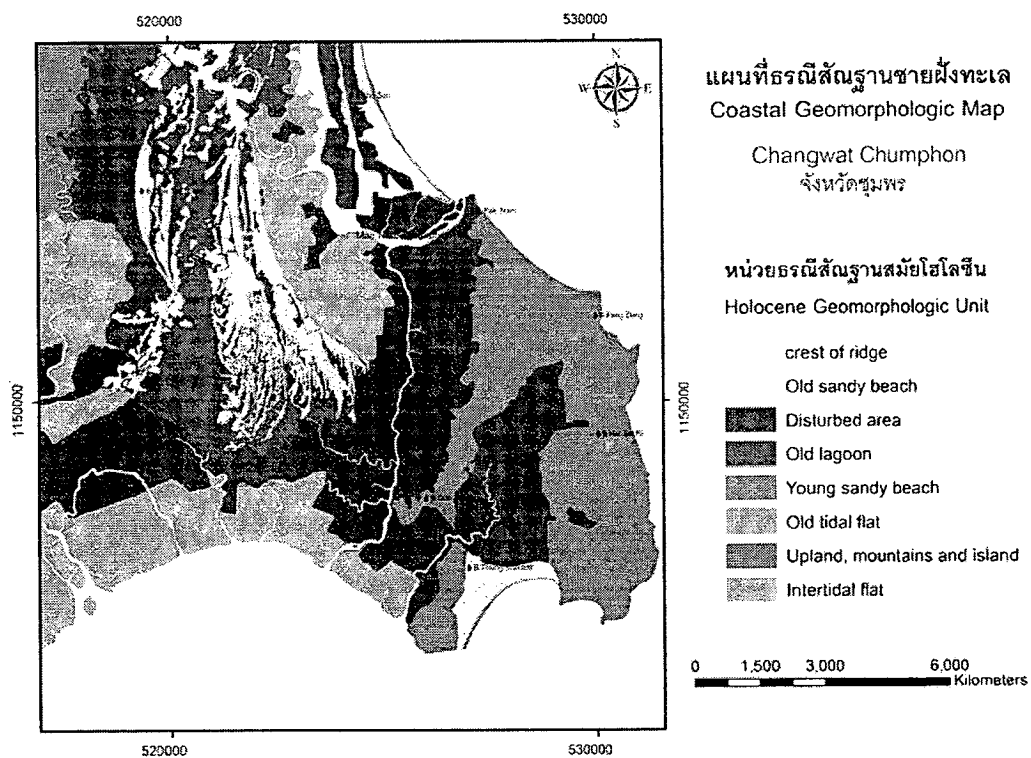 520000
530000
N
W E
S
1150000
1150000
520000
530000
แผนที่ธรณีสัณฐานชายฝั่งทะเล
Coastal Geomorphologic Map
Changwat Chumphon
จังหวัดชุมพร
หน่วยธรณีสัณฐานสมัยโฮโลซีน
Holocene Geomorphologic Unit
crest of ridge
Old sandy beach
Disturbed area
Old lagoon
Young sandy beach
Old tidal flat
Upland, mountains and island
Intertidal flat
0 1,500 3,000 6,000
Kilometers